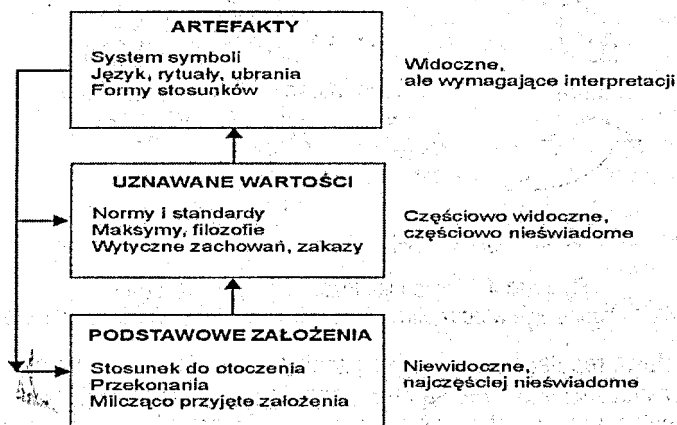 ARTEFAKTY
System symboli
Język, rytuały, ubrania
Formy stosunków
Widoczne,
ale wymagające interpretacji
UZNAWANE WARTOŚCI
Normy i standardy
Maksymy, filozofie
Wytyczne zachowań, zakazy
Częściowo widoczne,
częściowo nieświadome
PODSTAWOWE ZAŁOŻENIA
Stosunek do otoczenia
Przekonania
Milcząco przyjęte założenia
Niewidoczne,
najczęściej nieświadome